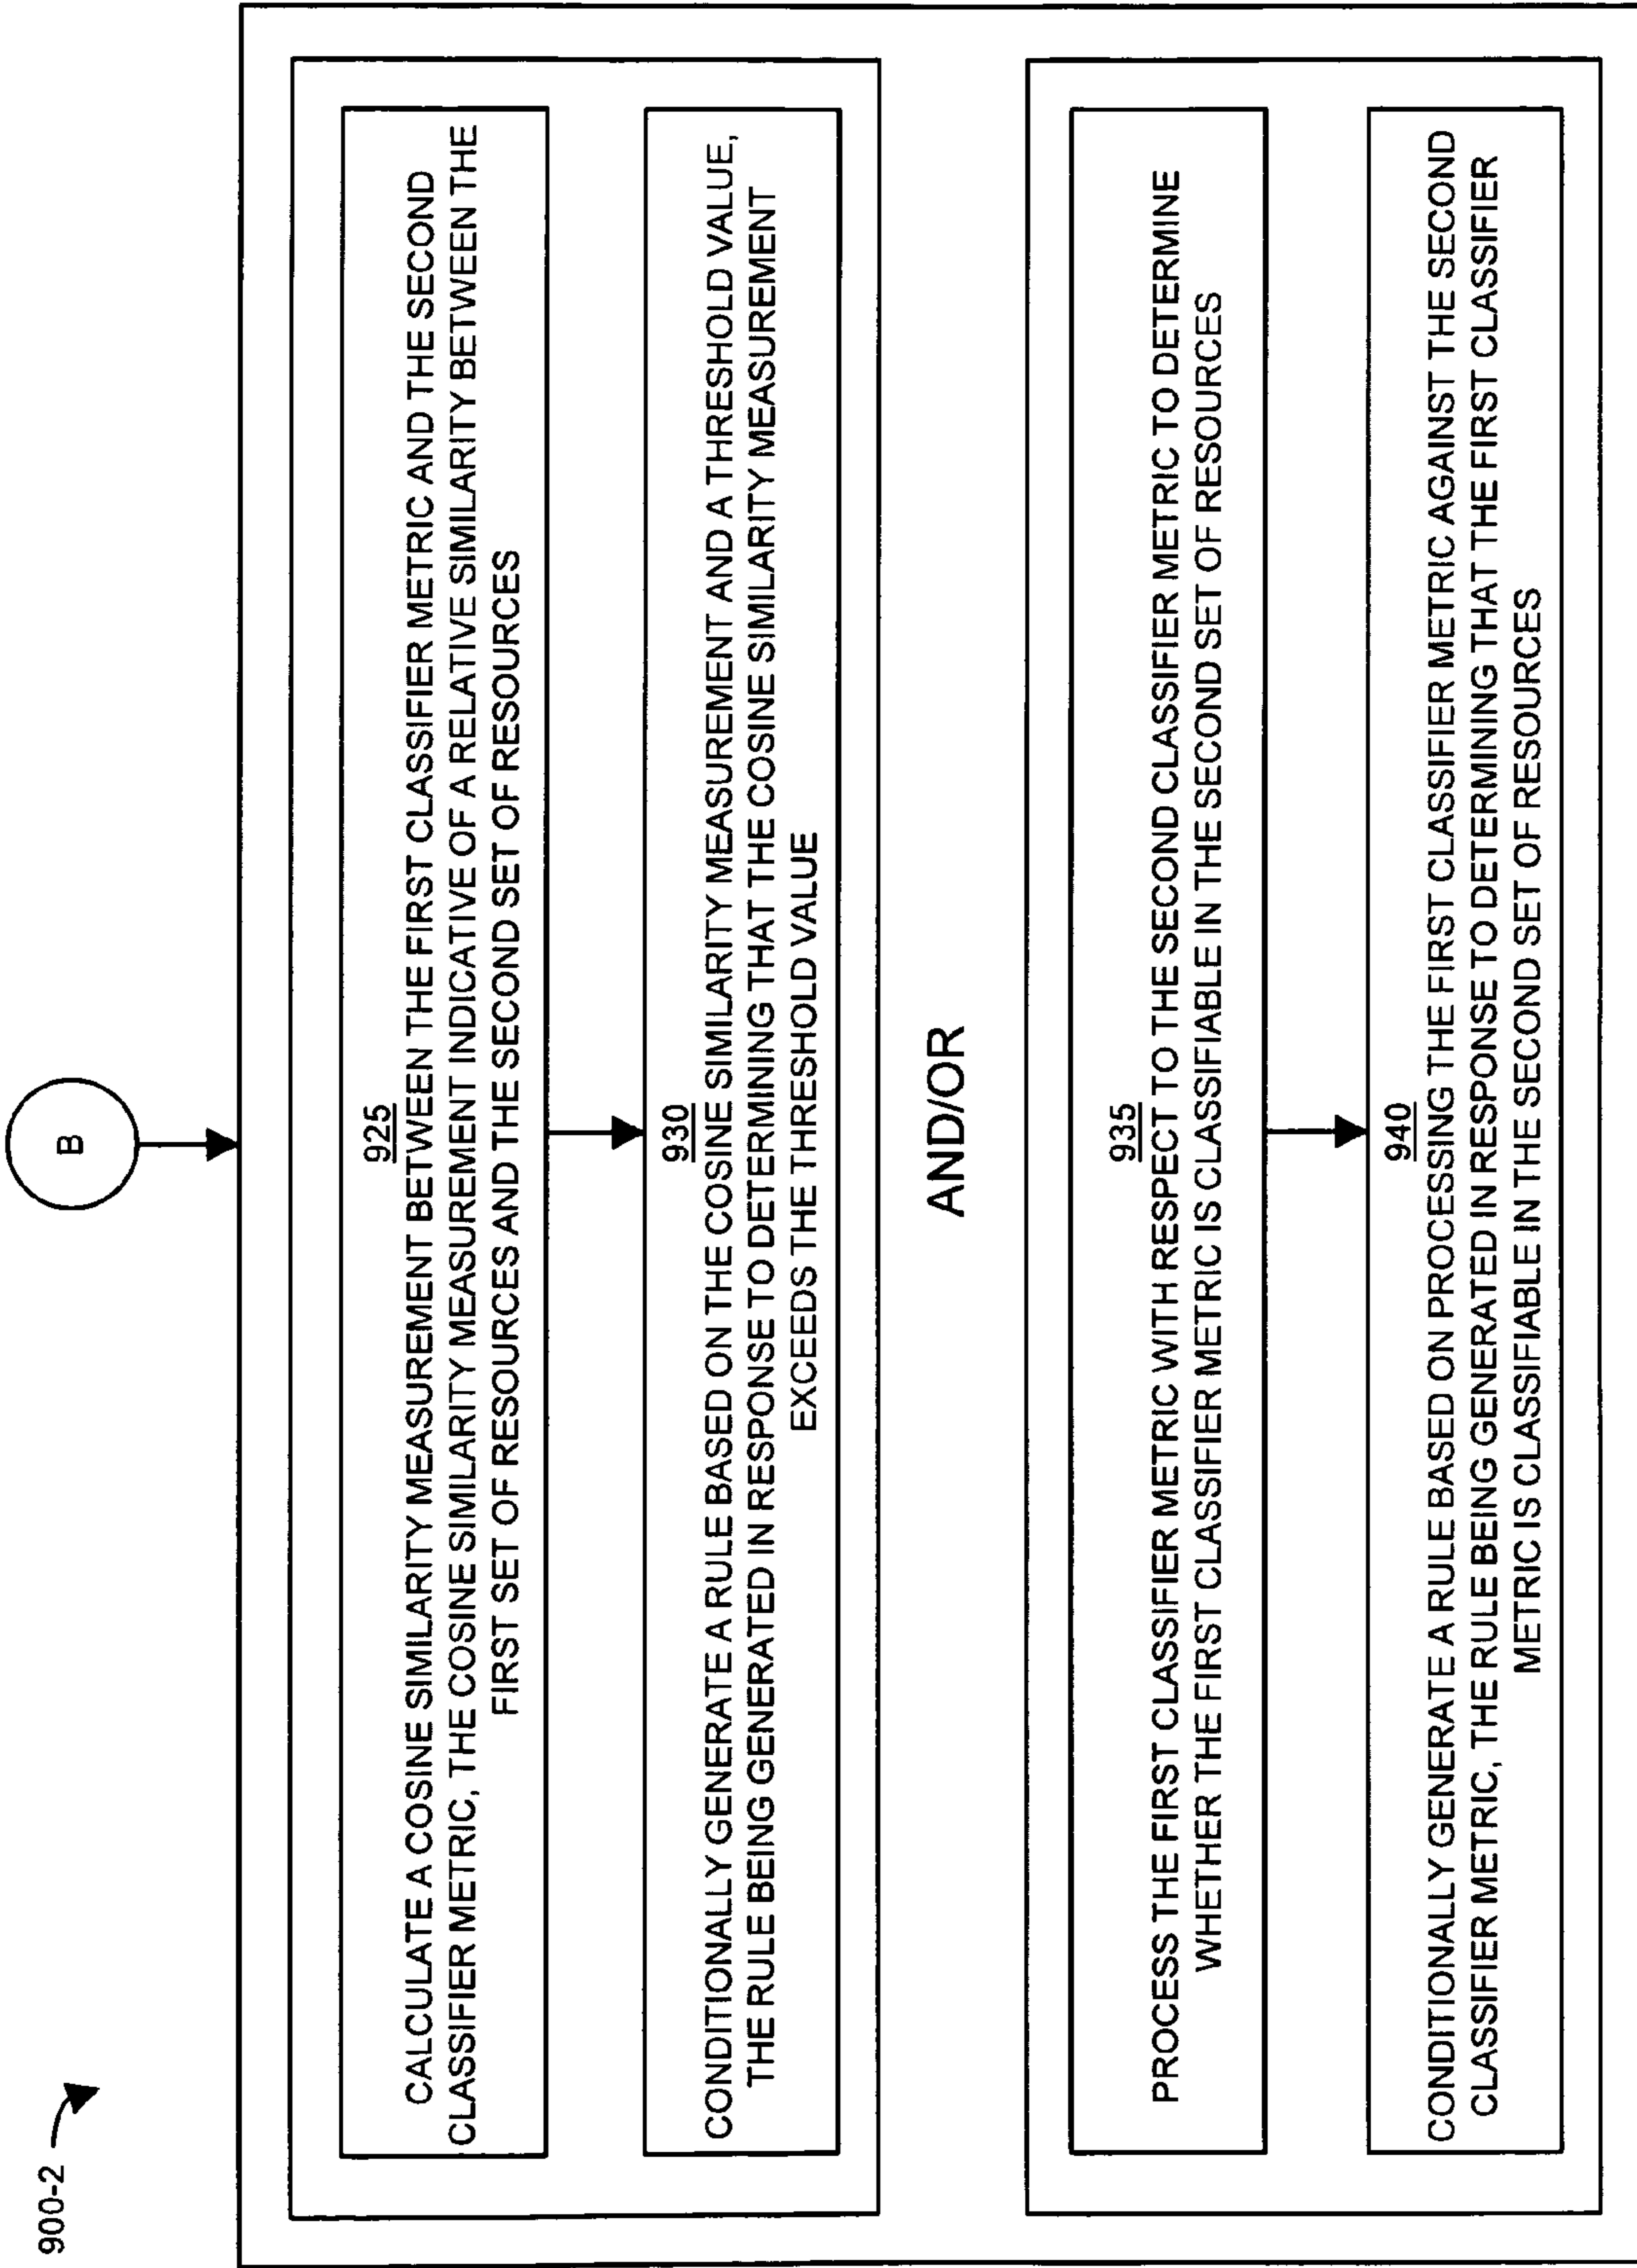 900-2
B
925
CALCULATE A COSINE SIMILARITY MEASUREMENT BETWEEN THE FIRST CLASSIFIER METRIC AND THE SECOND
CLASSIFIER METRIC, THE COSINE SIMILARITY MEASUREMENT INDICATIVE OF A RELATIVE SIMILARITY BETWEEN THE
FIRST SET OF RESOURCES AND THE SECOND SET OF RESOURCES
930
CONDITIONALLY GENERATE A RULE BASED ON THE COSINE SIMILARITY MEASUREMENT AND A THRESHOLD VALUE,
THE RULE BEING GENERATED IN RESPONSE TO DETERMINING THAT THE COSINE SIMILARITY MEASUREMENT
EXCEEDS THE THRESHOLD VALUE
AND/OR
935
PROCESS THE FIRST CLASSIFIER METRIC WITH RESPECT TO THE SECOND CLASSIFIER METRIC TO DETERMINE
WHETHER THE FIRST CLASSIFIER METRIC IS CLASSIFIABLE IN THE SECOND SET OF RESOURCES
940
CONDITIONALLY GENERATE A RULE BASED ON PROCESSING THE FIRST CLASSIFIER METRIC AGAINST THE SECOND
CLASSIFIER METRIC, THE RULE BEING GENERATED IN RESPONSE TO DETERMINING THAT THE FIRST CLASSIFIER
METRIC IS CLASSIFIABLE IN THE SECOND SET OF RESOURCES